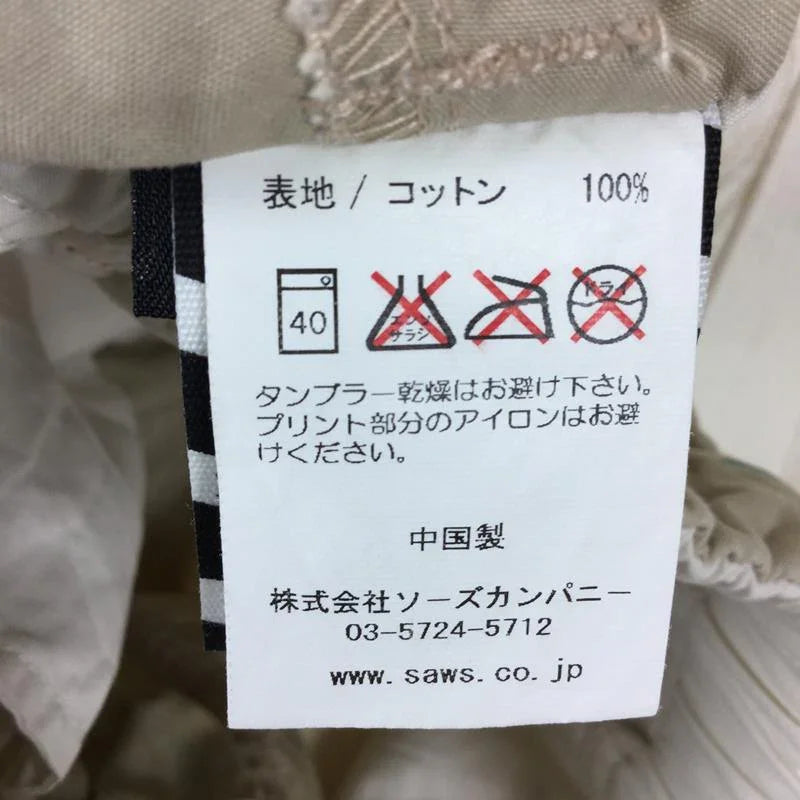 表地 / コットン 100%
40 エンソ サラシ ドライ
タンブラー乾燥はお避け下さい。
プリント部分のアイロンはお避
けください。
中国製
株式会社ソーズカンパニー
03-5724-5712
www.saws.co.jp